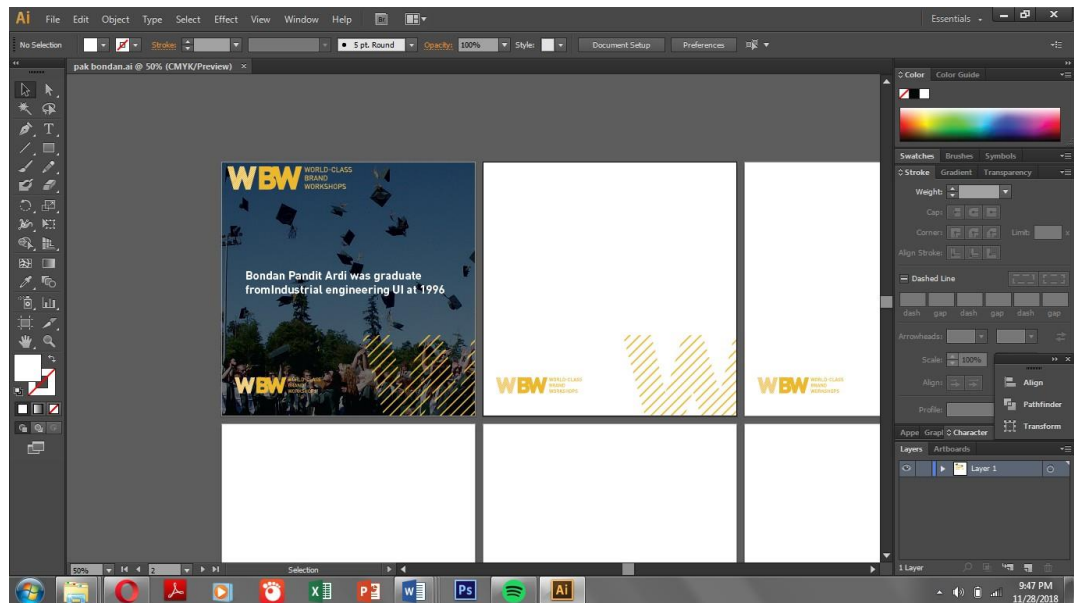 Ai File Edit Object Type Select Effect View Window Help Br Essentials
No Selection Stroke: 5 pt. Round Opacity: 100% Style: Document Setup Preferences
pak bondan.ai @ 50% (CMYK/Preview) ×
Color Color Guide
Swatches Brushes Symbols
Stroke Gradient Transparency
Weight:
Cap:
Corner: Limit: x
Align Stroke:
Dashed Line
dash gap dash gap dash gap
Arrowheads:
Scale: 100%
Align:
Profile:
Align
Pathfinder
Transform
Appe Grapl Character
Layers Artboards
Layer 1
1 Layer
WBW WORLD-CLASS
BRAND
WORKSHOPS
Bondan Pandit Ardi was graduate
fromIndustrial engineering UI at 1996
WBW WORLD-CLASS
BRAND
WORKSHOPS
W
WBW WORLD-CLASS
BRAND
WORKSHOPS
W
WBW WORLD-CLASS
BRAND
WORKSHOPS
50% 2 Selection
Ps Ai
9:47 PM
11/28/2018